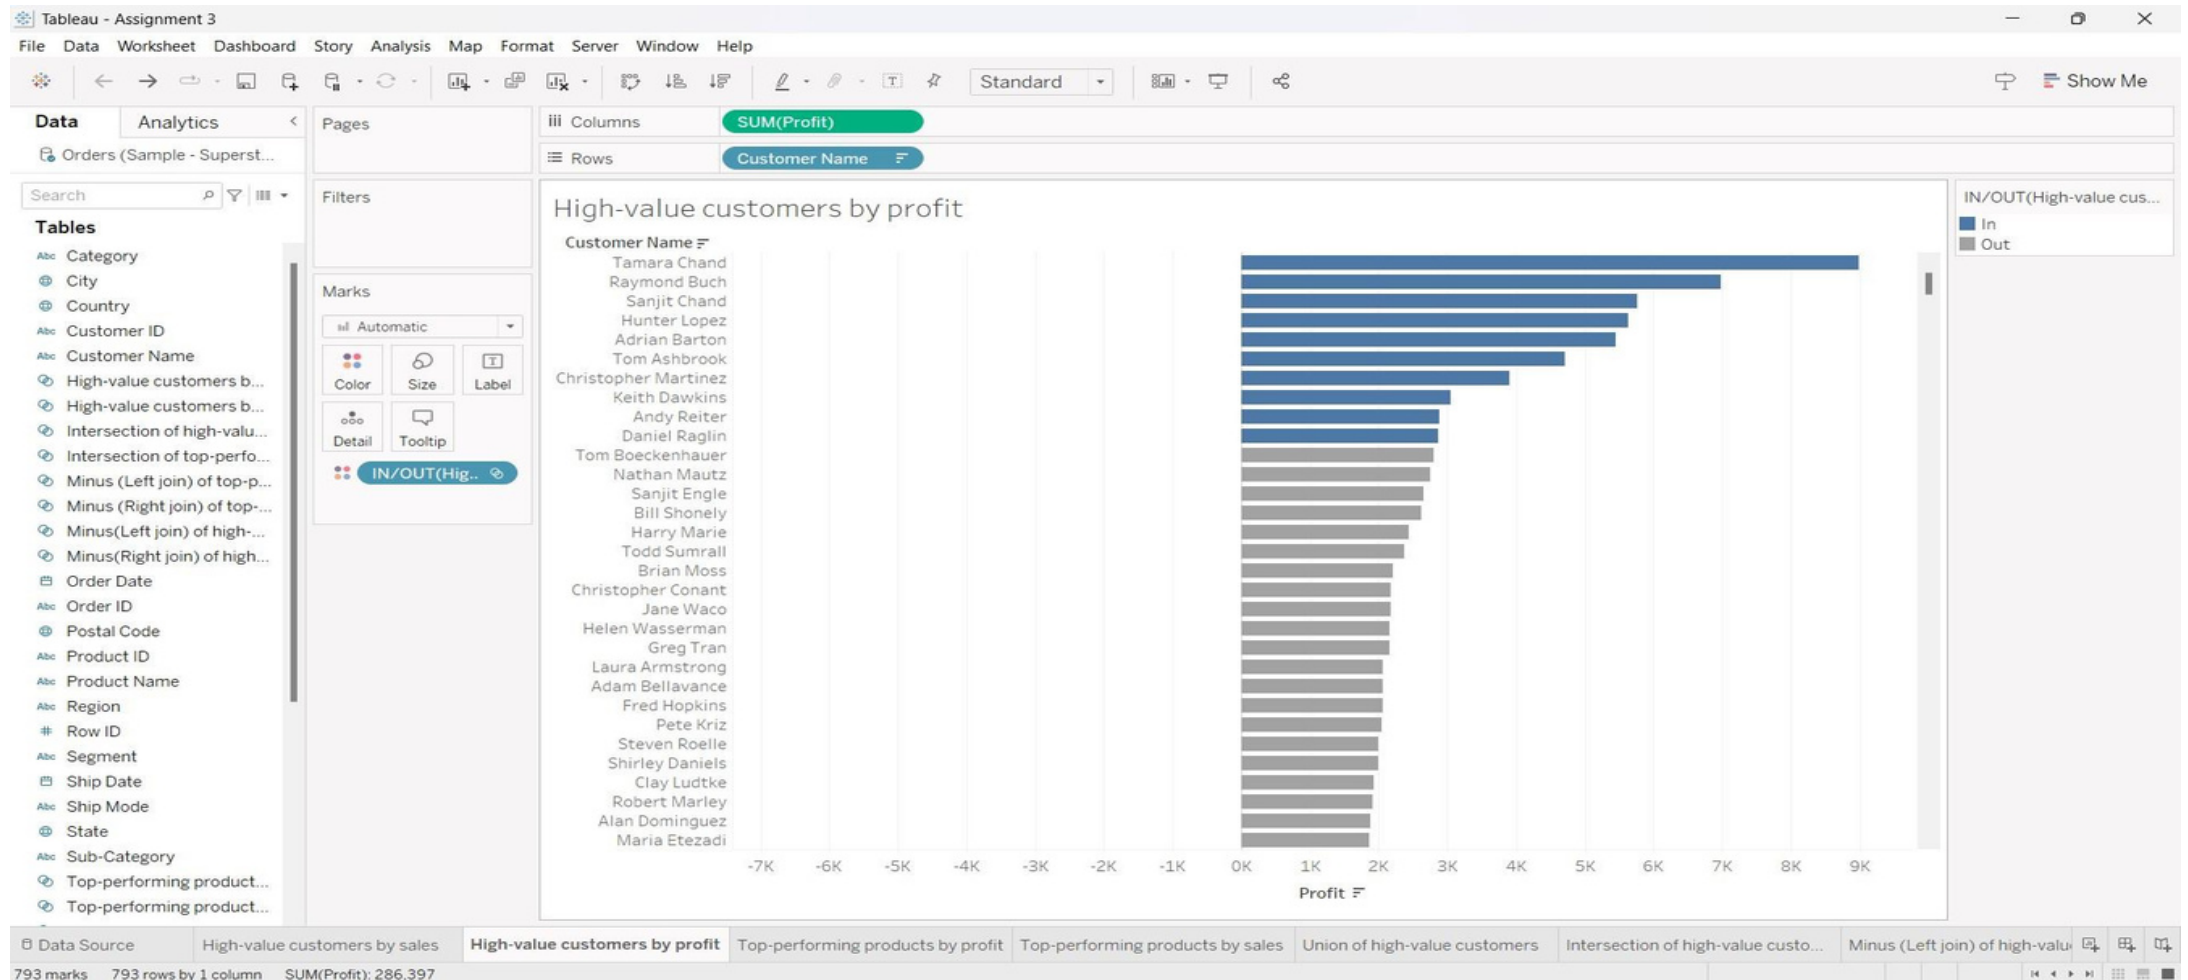 Tableau - Assignment 3
File Data Worksheet Dashboard Story Analysis Map Format Server Window Help
Standard
Show Me
Data Analytics
Orders (Sample - Superst...
Search
Tables
Abc Category
City
Country
Abc Customer ID
Abc Customer Name
High-value customers b...
High-value customers b...
Intersection of high-valu...
Intersection of top-perfo...
Minus (Left join) of top-p...
Minus (Right join) of top-...
Minus(Left join) of high-...
Minus(Right join) of high...
Order Date
Abc Order ID
Postal Code
Abc Product ID
Abc Product Name
Abc Region
# Row ID
Abc Segment
Ship Date
Abc Ship Mode
State
Abc Sub-Category
Top-performing product...
Top-performing product...
Pages
Filters
Marks
Automatic
Color Size Label
Detail Tooltip
IN/OUT(Hig..
Columns SUM(Profit)
Rows Customer Name
High-value customers by profit
Customer Name
Tamara Chand
Raymond Buch
Sanjit Chand
Hunter Lopez
Adrian Barton
Tom Ashbrook
Christopher Martinez
Keith Dawkins
Andy Reiter
Daniel Raglin
Tom Boeckenhauer
Nathan Mautz
Sanjit Engle
Bill Shonely
Harry Marie
Todd Sumrall
Brian Moss
Christopher Conant
Jane Waco
Helen Wasserman
Greg Tran
Laura Armstrong
Adam Bellavance
Fred Hopkins
Pete Kriz
Steven Roelle
Shirley Daniels
Clay Ludtke
Robert Marley
Alan Dominguez
Maria Etezadi
-7K -6K -5K -4K -3K -2K -1K 0K 1K 2K 3K 4K 5K 6K 7K 8K 9K
Profit
IN/OUT(High-value cus...
In
Out
Data Source High-value customers by sales High-value customers by profit Top-performing products by profit Top-performing products by sales Union of high-value customers Intersection of high-value custo... Minus (Left join) of high-valu
793 marks 793 rows by 1 column SUM(Profit): 286,397